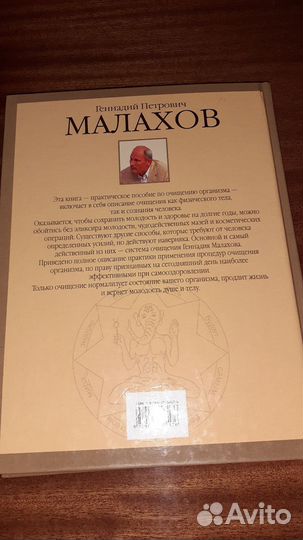 Геннадий Петрович
МАЛАХОВ
Эта книга — практическое пособие по очищению организма —
включает в себя описание очищения как физического тела,
так и сознания человека.
Оказывается, чтобы сохранить молодость и здоровье на долгие годы, можно
обойтись без эликсира молодости, чудодейственных мазей и косметических
операций. Существуют другие способы, которые требуют от человека
определенных усилий, но действуют наверняка. Основной и самый
действенный из них — система очищения Геннадия Малахова.
Приведено полное описание практики применения процедур очищения
организма, по праву признанных на сегодняшний день наиболее
эффективными при самооздоровлении.
Только очищение нормализует состояние вашего организма, продлит жизнь
и вернет молодость душе и телу.
Avito